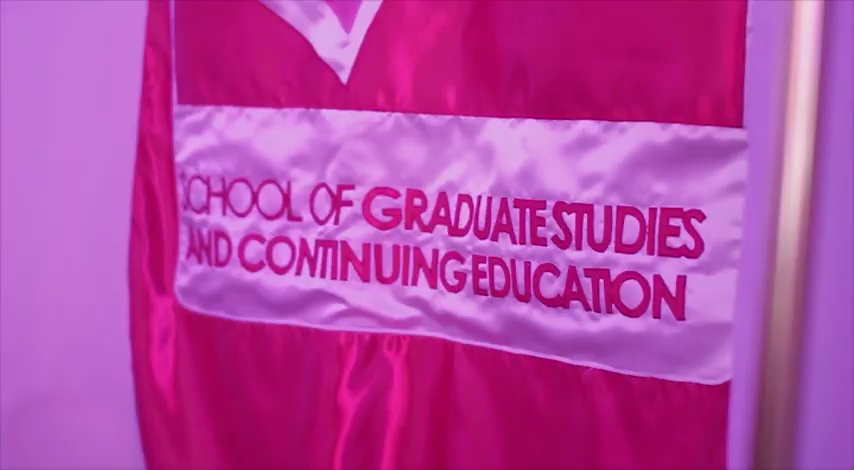 SCHOOL OF GRADUATE STUDIES
AND CONTINUING EDUCATION